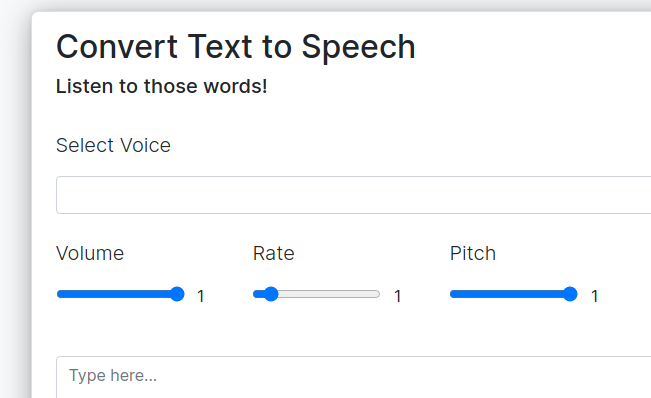 Convert Text to Speech
Listen to those words!
Select Voice
Volume Rate Pitch
1 1 1
Type here...